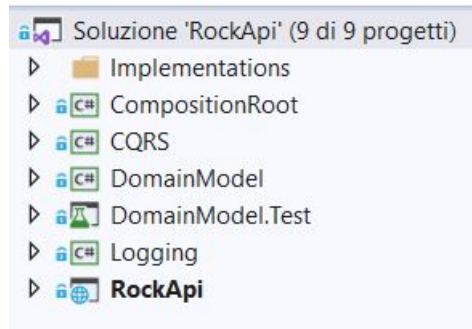 Soluzione 'RockApi' (9 di 9 progetti)
Implementations
C# CompositionRoot
C# CQRS
C# DomainModel
DomainModel.Test
C# Logging
RockApi